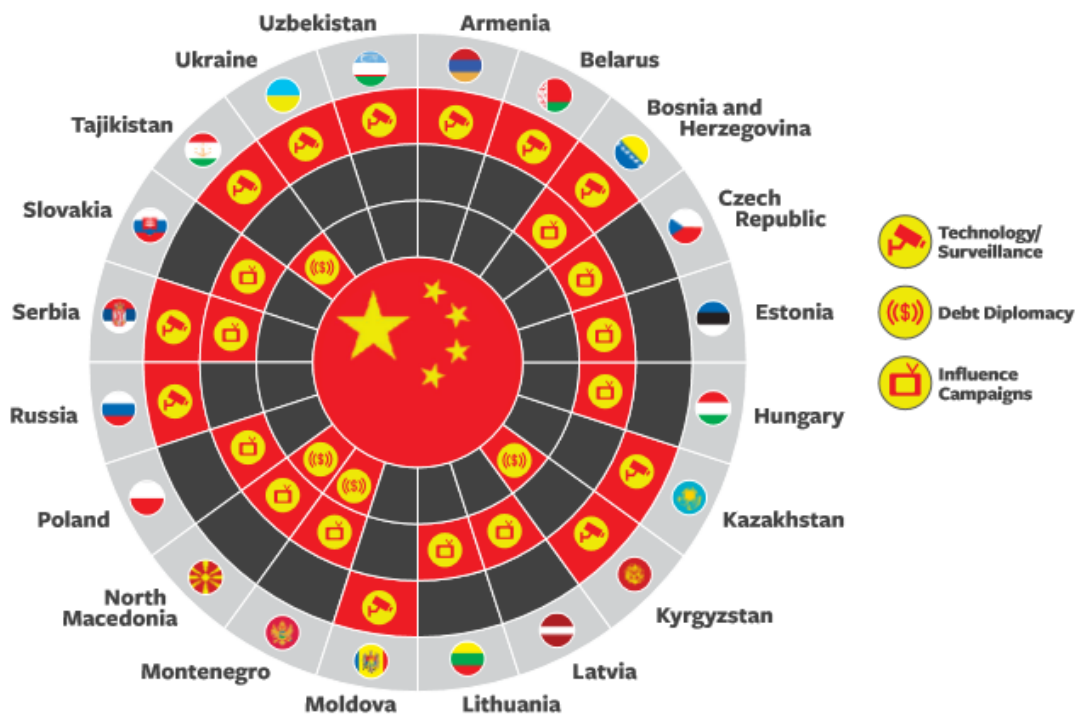 Uzbekistan
Armenia
Ukraine
Belarus
Tajikistan
Bosnia and
Herzegovina
Slovakia
Czech
Republic
Serbia
Estonia
Russia
Hungary
Poland
Kazakhstan
North
Macedonia
Kyrgyzstan
Montenegro
Latvia
Moldova
Lithuania
Technology/
Surveillance
((\$)) Debt Diplomacy
Influence
Campaigns